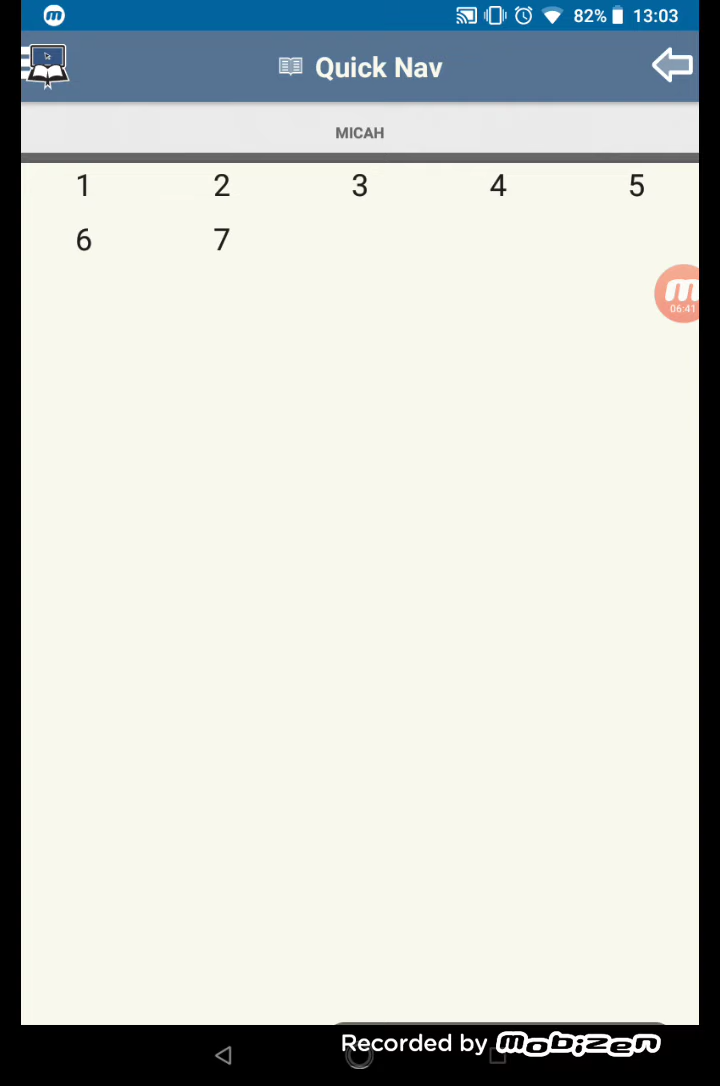 82% 13:03
Quick Nav
MICAH
1 2 3 4 5
6 7
m
06:41
Recorded by mobizen